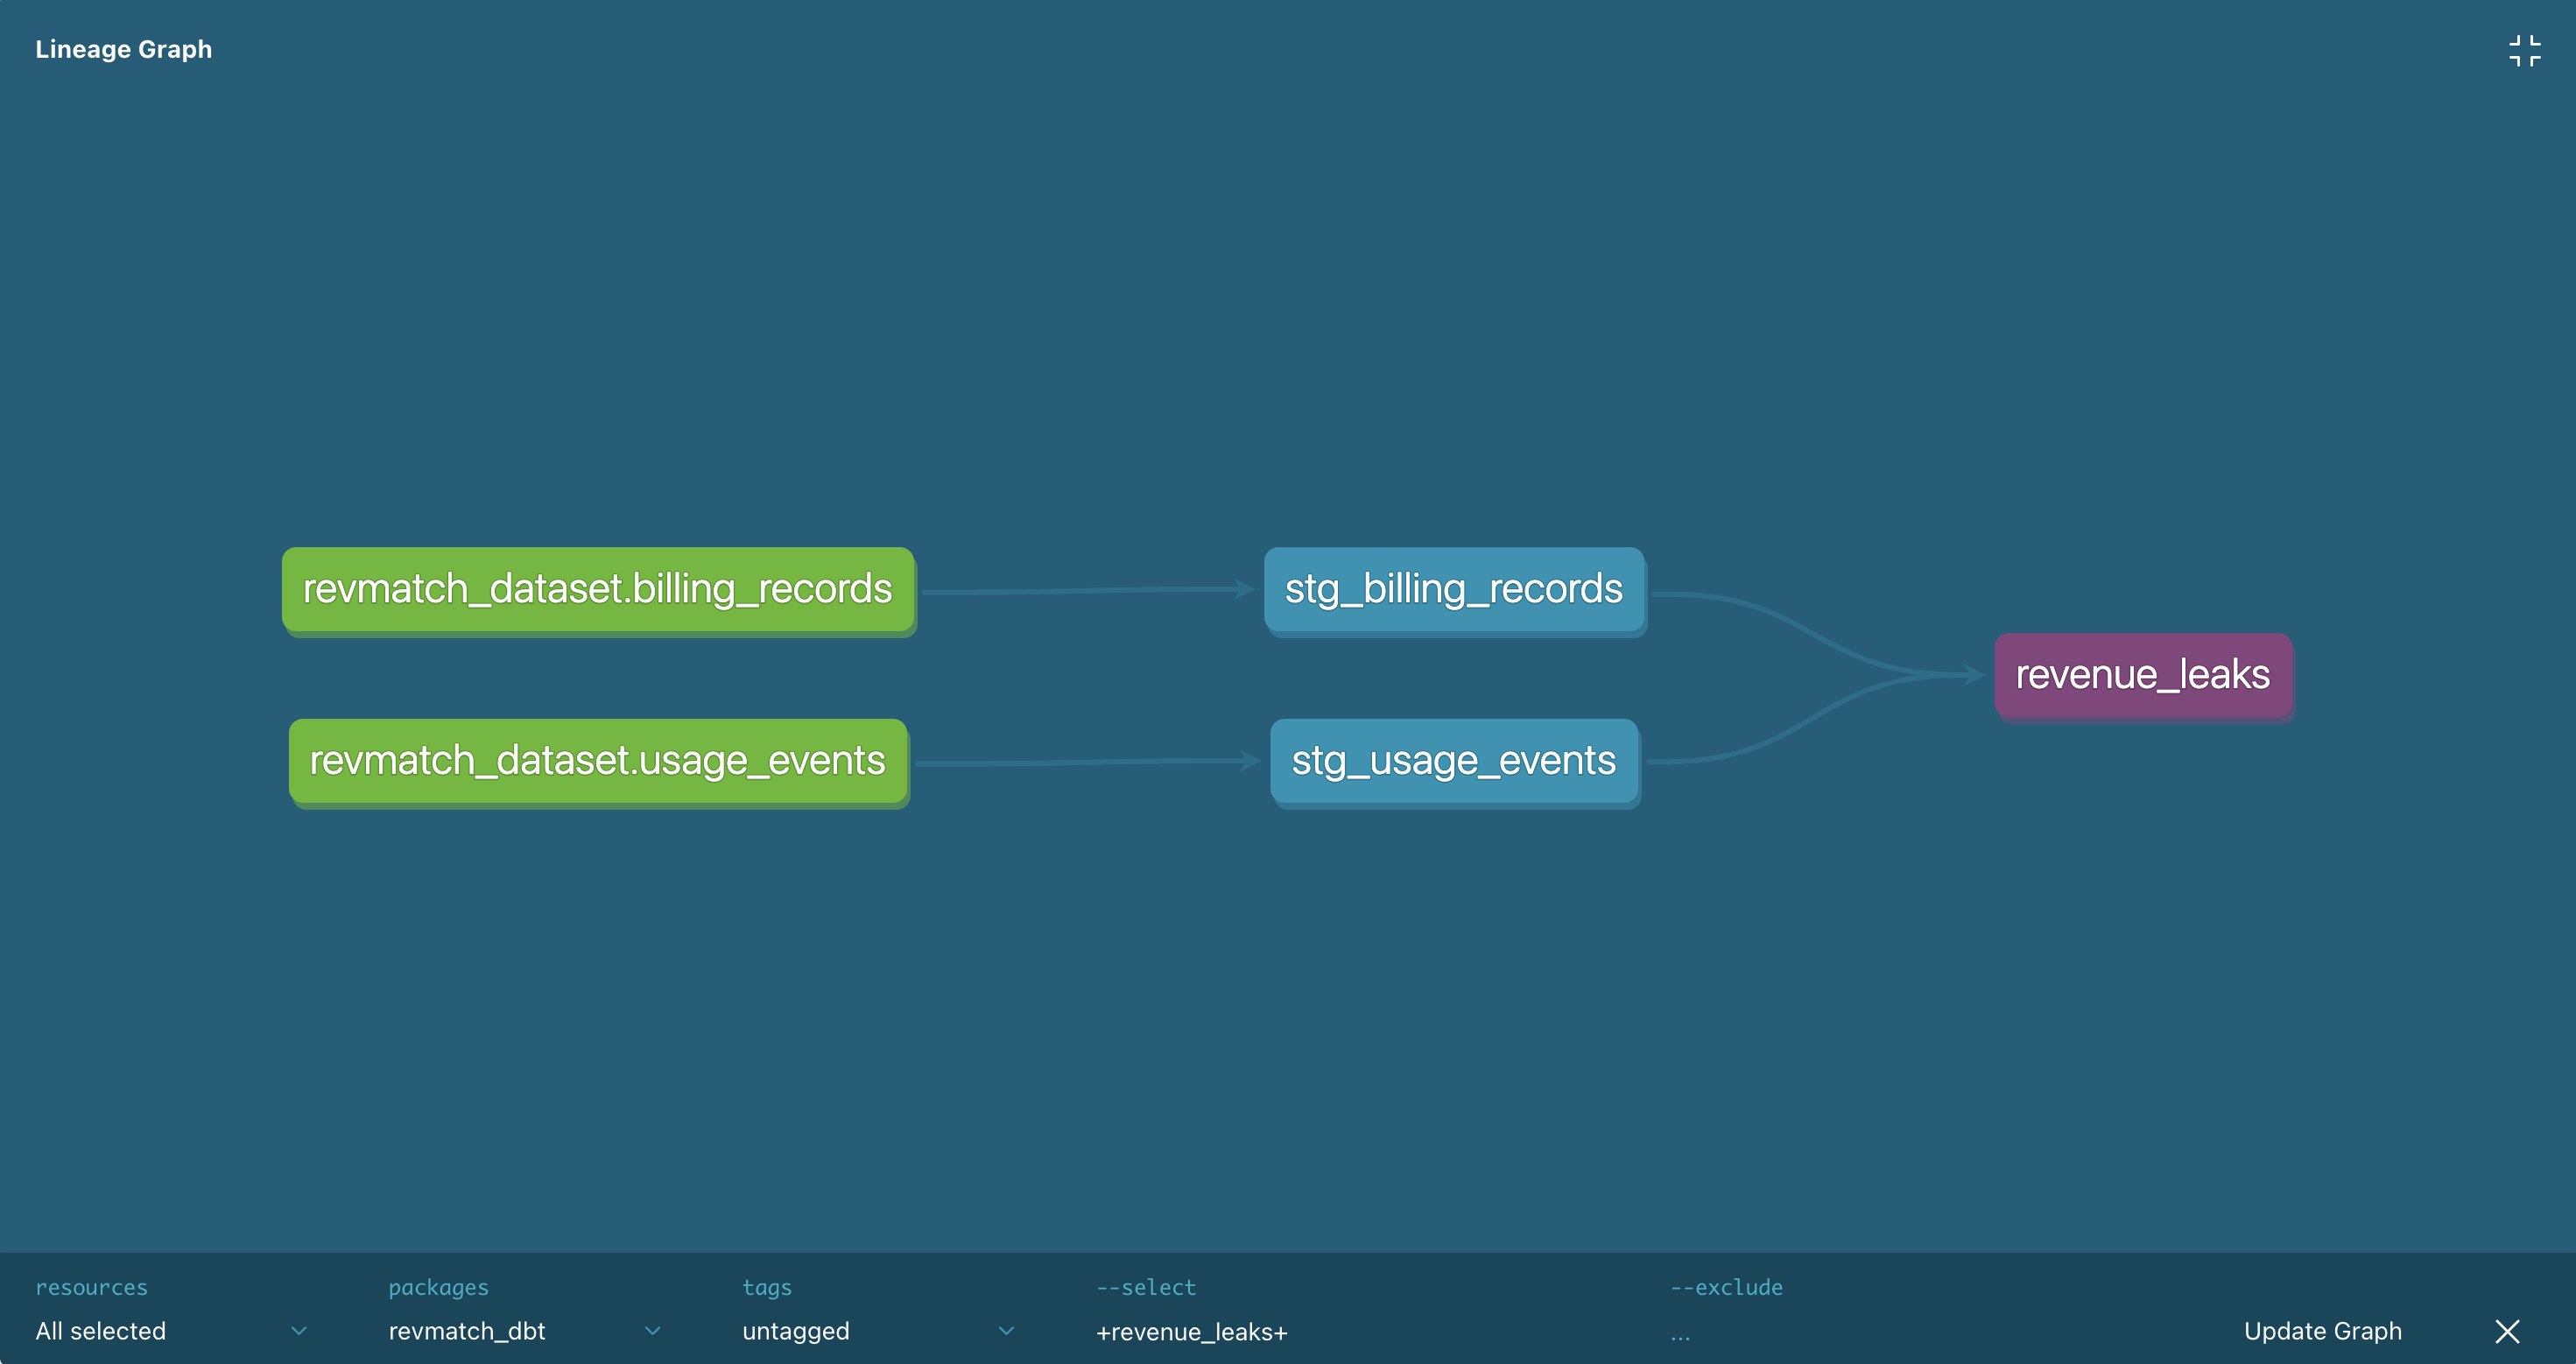 Lineage Graph
revmatch_dataset.billing_records
stg_billing_records
revenue_leaks
revmatch_dataset.usage_events
stg_usage_events
resources
packages
tags
--select
--exclude
All selected
revmatch_dbt
untagged
+revenue_leaks+
...
Update Graph